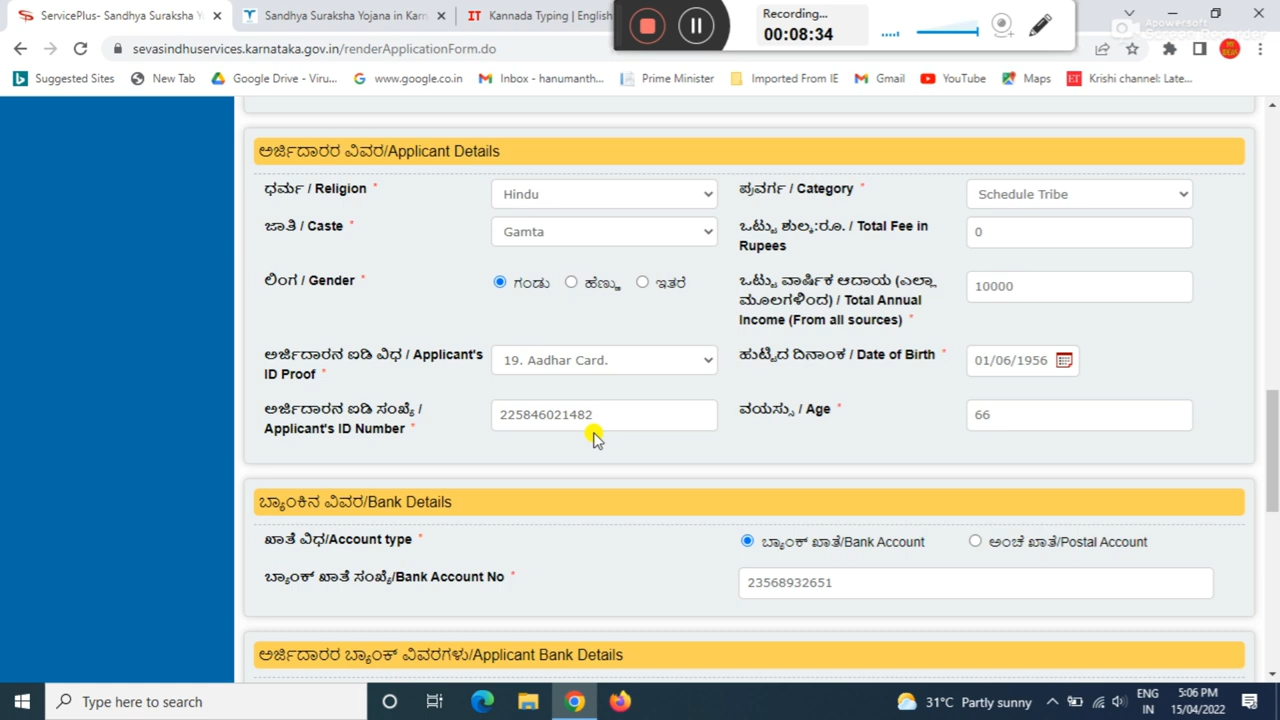 ServicePlus- Sandhya Suraksha Y
Sandhya Suraksha Yojana in Karn
Kannada Typing | English
Recording...
00:08:34
Apowersoft
Screen Recorder
sevasindhuservices.karnataka.gov.in/renderApplicationForm.do
Suggested Sites
New Tab
Google Drive - Viru...
www.google.co.in
Inbox - hanumanth...
Prime Minister
Imported From IE
Gmail
YouTube
Maps
Krishi channel: Late...
ಅರ್ಜಿದಾರರ ವಿವರ/Applicant Details
ಧರ್ಮ / Religion *
Hindu
ಪ್ರವರ್ಗ / Category *
Schedule Tribe
ಜಾತಿ / Caste *
Gamta
ಒಟ್ಟು ಶುಲ್ಕ:ರೂ. / Total Fee in
Rupees
0
ಲಿಂಗ / Gender *
ಗಂಡು
ಹೆಣ್ಣು
ಇತರೆ
ಒಟ್ಟು ವಾರ್ಷಿಕ ಆದಾಯ (ಎಲ್ಲಾ
ಮೂಲಗಳಿಂದ) / Total Annual
Income (From all sources) *
10000
ಅರ್ಜಿದಾರನ ಐಡಿ ವಿಧ / Applicant's
ID Proof *
19. Aadhar Card.
ಹುಟ್ಟಿದ ದಿನಾಂಕ / Date of Birth *
01/06/1956
ಅರ್ಜಿದಾರನ ಐಡಿ ಸಂಖ್ಯೆ /
Applicant's ID Number *
225846021482
ವಯಸ್ಸು / Age *
66
ಬ್ಯಾಂಕಿನ ವಿವರ/Bank Details
ಖಾತೆ ವಿಧ/Account type *
ಬ್ಯಾಂಕ್ ಖಾತೆ/Bank Account
ಅಂಚೆ ಖಾತೆ/Postal Account
ಬ್ಯಾಂಕ್ ಖಾತೆ ಸಂಖ್ಯೆ/Bank Account No *
23568932651
ಅರ್ಜಿದಾರರ ಬ್ಯಾಂಕ್ ವಿವರಗಳು/Applicant Bank Details
Type here to search
31°C Partly sunny
ENG
IN
5:06 PM
15/04/2022